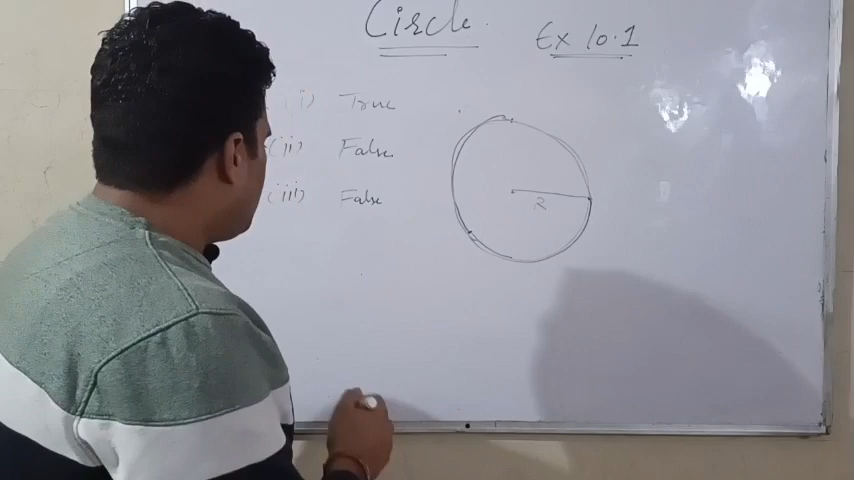 Circle.
Ex 10.1
(i) True
(ii) False
(iii) False
R